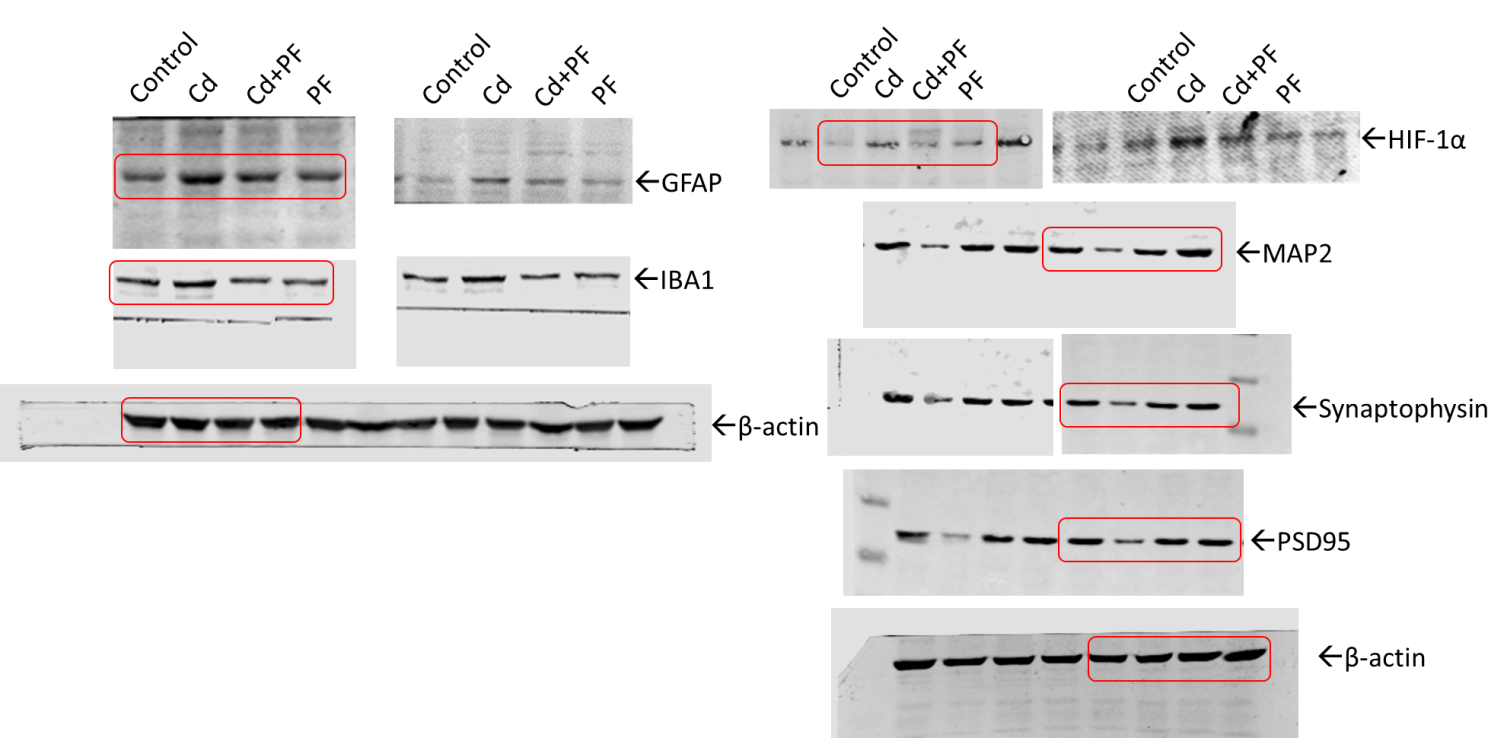 Control
Cd
Cd+PF
PF
Control
Cd
Cd+PF
PF
←GFAP
←IBA1
←β-actin
Control
Cd
Cd+PF
PF
Control
Cd
Cd+PF
PF
←HIF-1α
←MAP2
←Synaptophysin
←PSD95
←β-actin